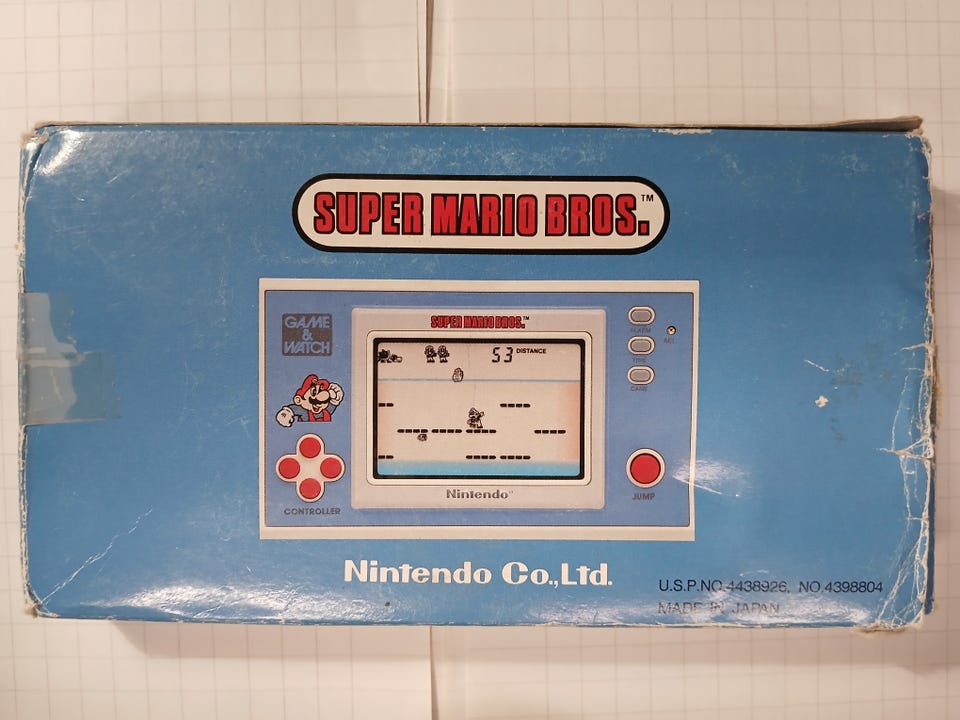 SUPER MARIO BROS.™
GAME
&
WATCH
SUPER MARIO BROS.™
53 DISTANCE
ALARM
ACL
TIME
GAME
Nintendo
CONTROLLER
JUMP
Nintendo Co.,Ltd.
U.S.P.NO.4438926, NO.4398804
MADE IN JAPAN